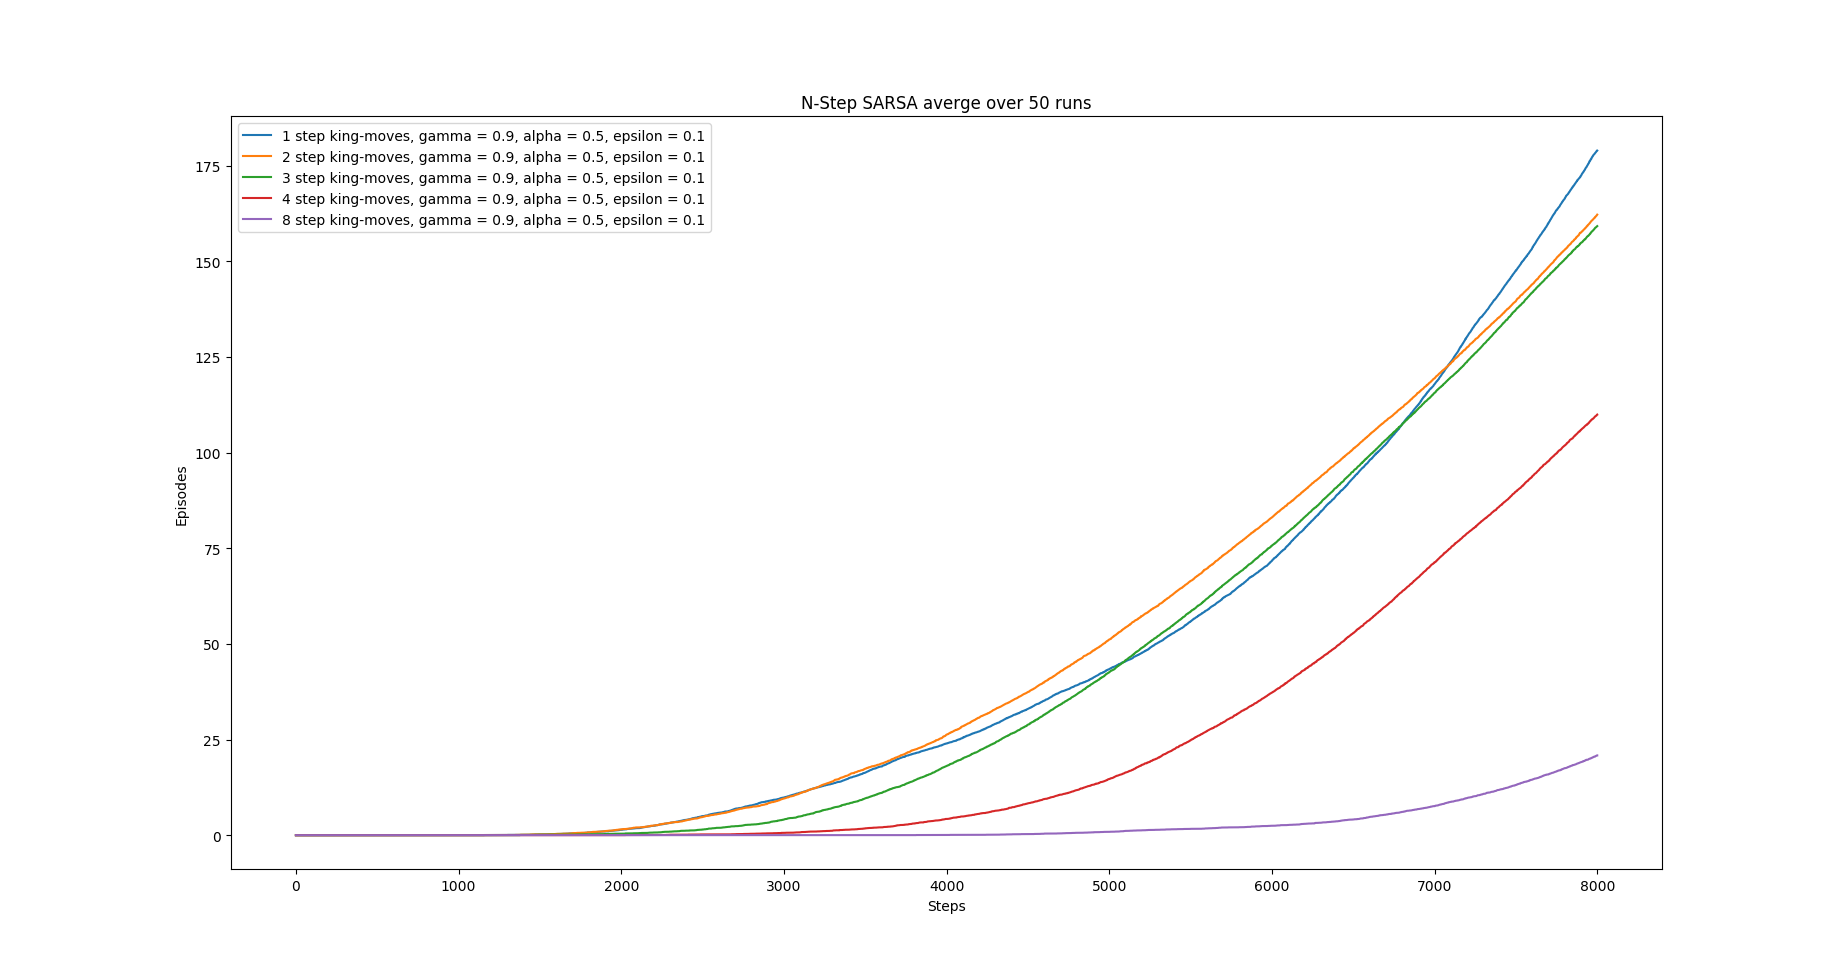 N-Step SARSA averge over 50 runs
1 step king-moves, gamma = 0.9, alpha = 0.5, epsilon = 0.1
2 step king-moves, gamma = 0.9, alpha = 0.5, epsilon = 0.1
3 step king-moves, gamma = 0.9, alpha = 0.5, epsilon = 0.1
4 step king-moves, gamma = 0.9, alpha = 0.5, epsilon = 0.1
8 step king-moves, gamma = 0.9, alpha = 0.5, epsilon = 0.1
175
150
125
100
75
50
25
0
Episodes
0 1000 2000 3000 4000 5000 6000 7000 8000
Steps